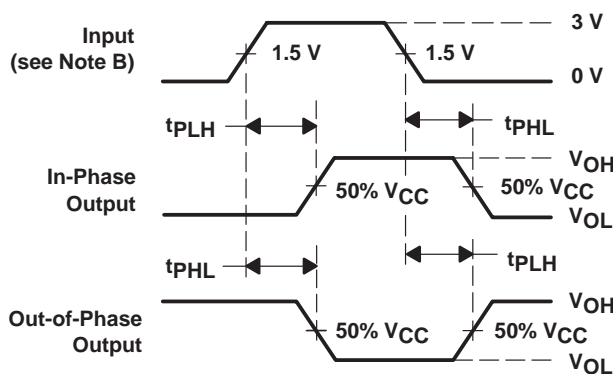 Input
(see Note B)
1.5 V
1.5 V
3 V
0 V
tPLH
tPHL
In-Phase
Output
50% VCC
50% VCC
VOH
VOL
tPHL
tPLH
Out-of-Phase
Output
50% VCC
50% VCC
VOH
VOL